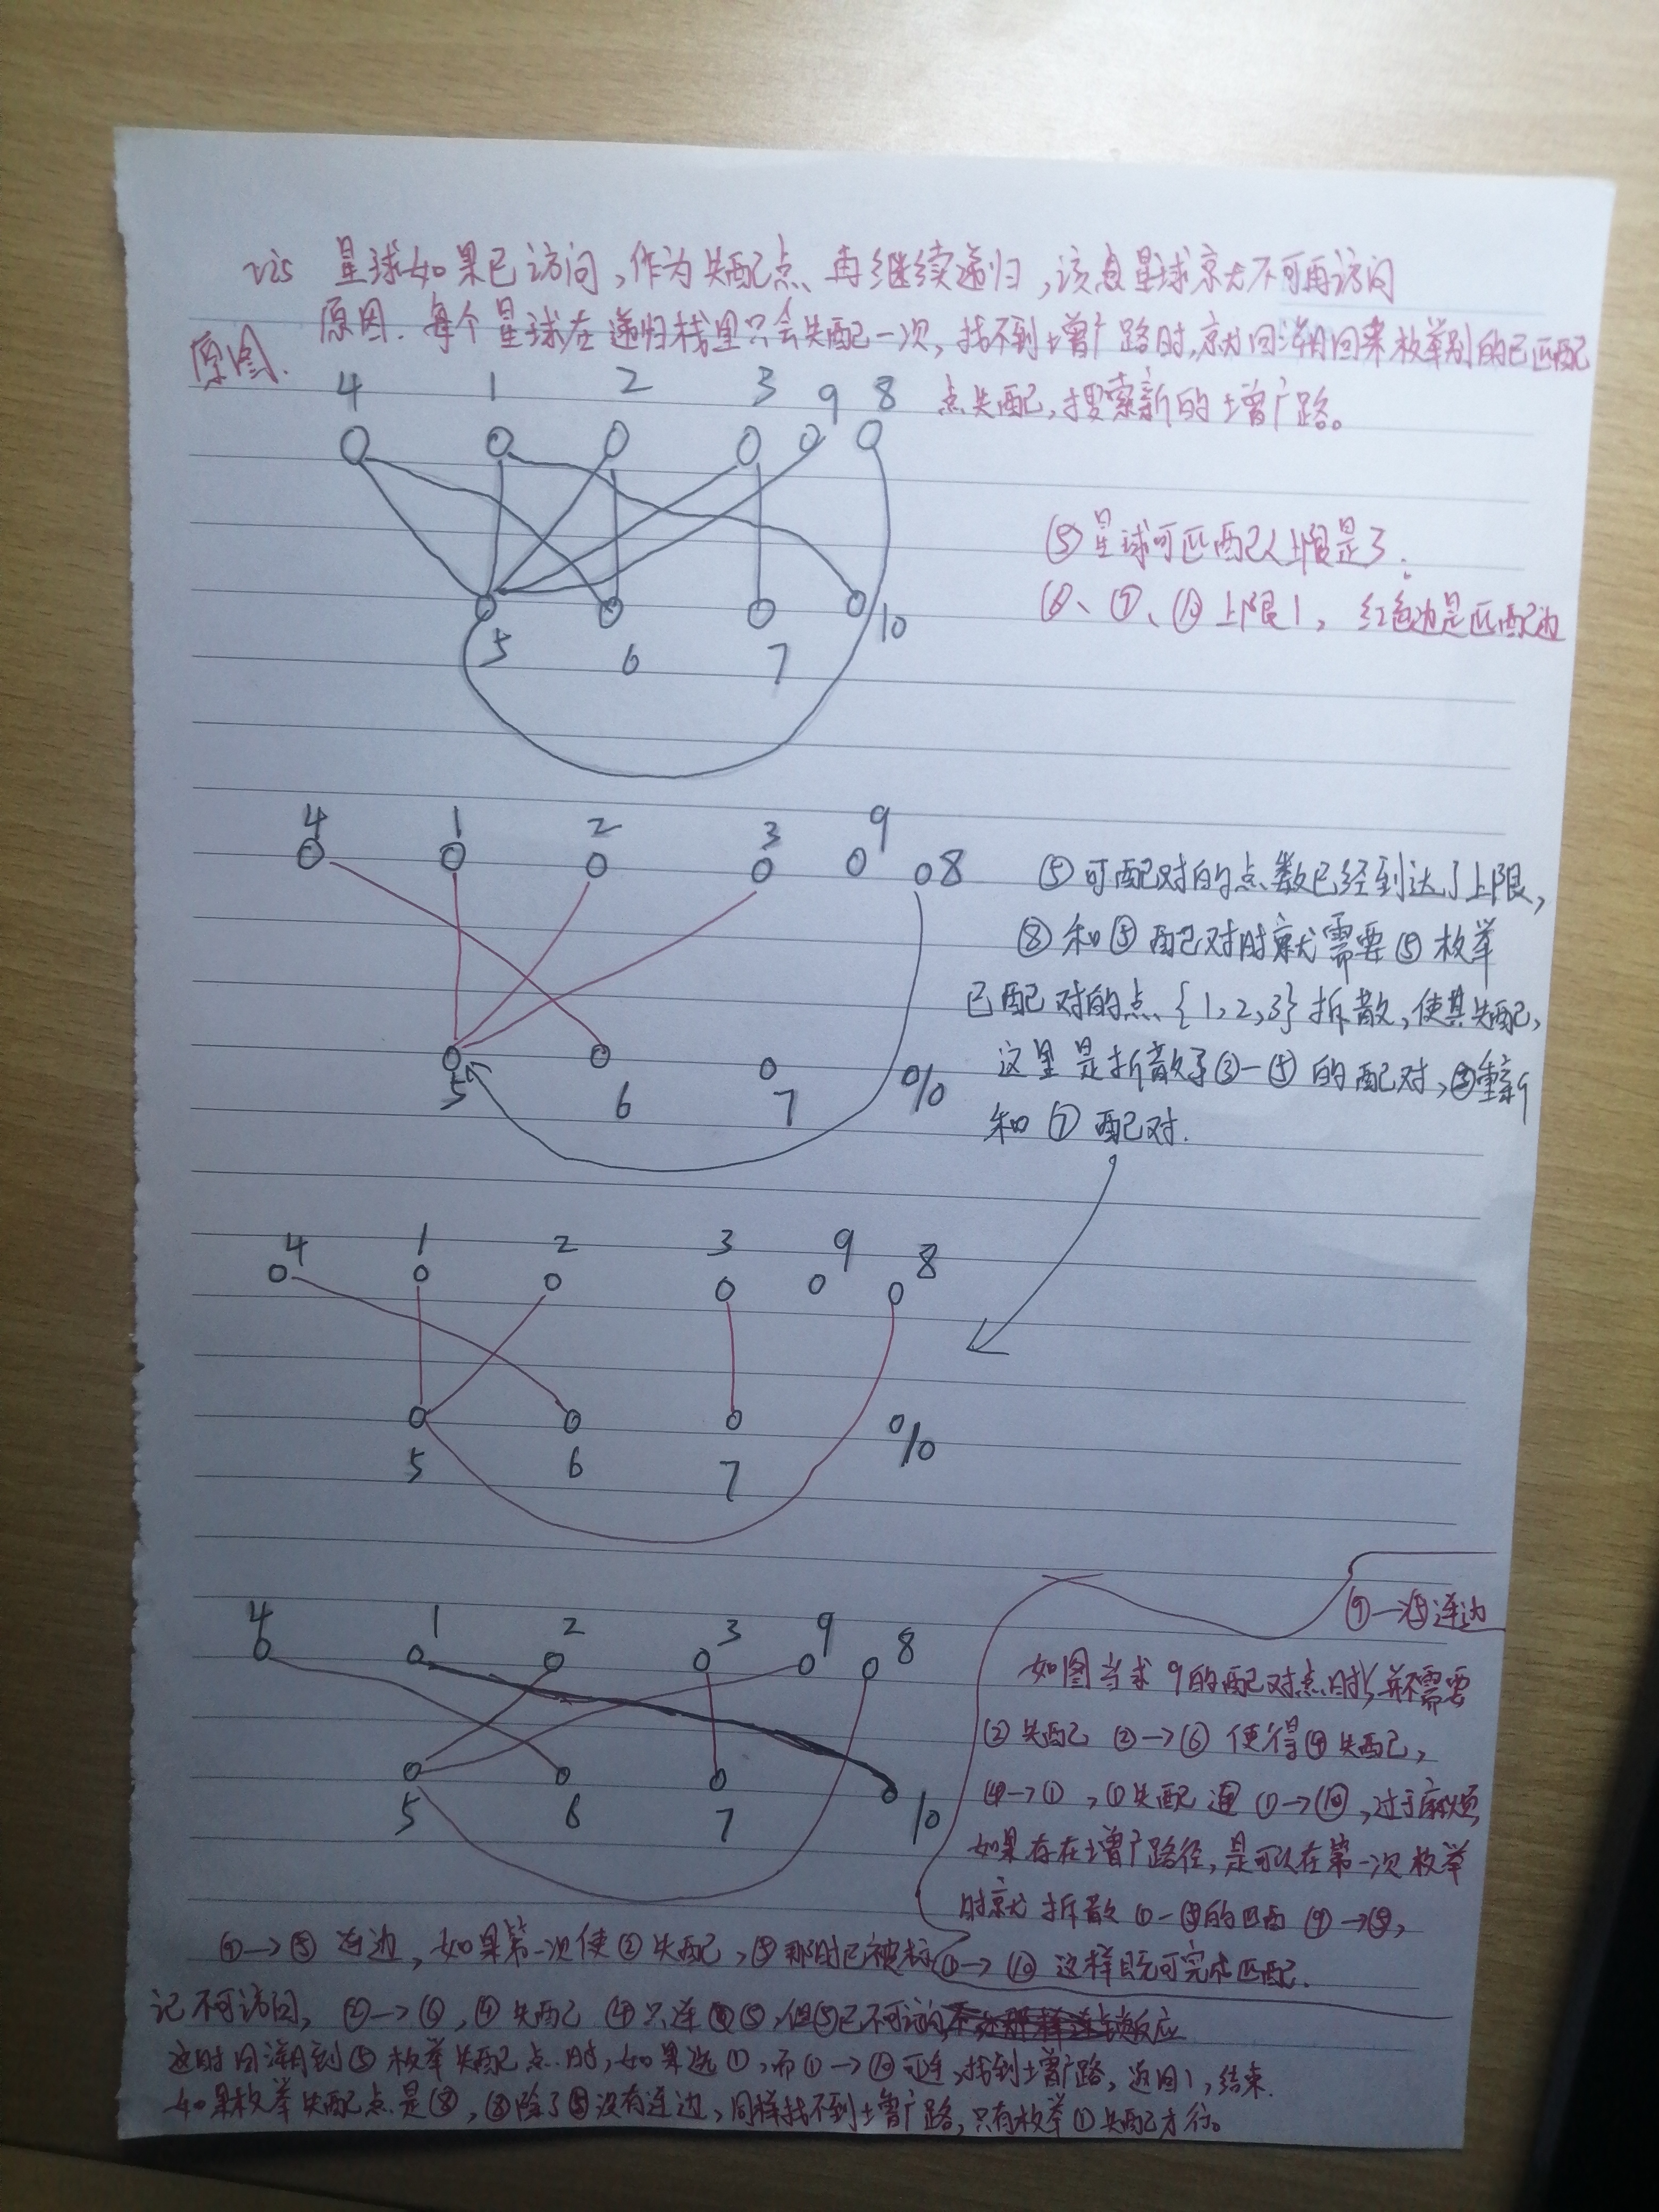 vis 星球如果已访问,作为失配点再继续递归,该点星球就不可再访问
原因. 每个星球在递归栈里只会失配一次,找不到增广路时,就回溯回来枚举别的已匹配
原图.
点失配,搜索新的增广路。
4 1 2 3 9 8
⑤星球可匹配人上限是3.
⑥、⑦、⑩上限1, 红色边是匹配边
5 6 7 10
4 1 2 3 9 8
⑤可配对的点数已经到达了上限,
⑧和⑤配对时就需要⑤枚举
已配对的点{1,2,3}拆散,使其失配,
这里是拆散了③-⑤的配对,③重新
和⑦配对.
5 6 7 10
4 1 2 3 9 8
5 6 7 10
⑨→⑤连边
4 1 2 3 9 8
如图当求9的配对点时,并不需要
②失配 ②→⑥ 使得④失配,
④→①,①失配 ①→⑩,过于麻烦,
如果存在增广路径,是可以在第一次枚举
时就拆散①-⑤的匹配 ⑨→⑤,
①→⑩ 这样既可完成匹配.
5 6 7 10
⑨→⑤ 连边,如果第一次使②失配,⑤那时已被标
记不可访问, ②→⑥,④失配 ④只连⑥⑤,但⑤已不可访问,
这时回溯到⑤枚举失配点时,如果选①,而①→⑩可连,找到增广路,返回1,结束.
如果枚举失配点是⑧,⑧除了⑤没有连边,同样找不到增广路,只有枚举①失配才行。